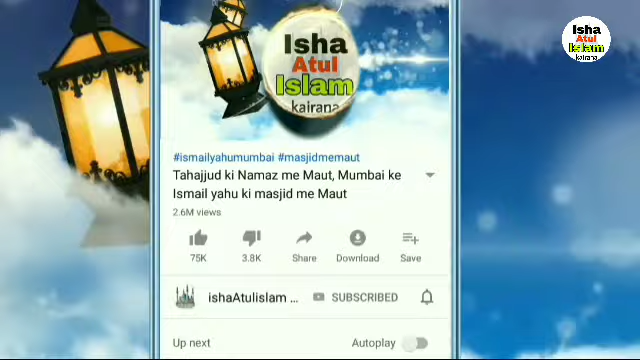 Isha
Atul
Islam
kairana
Isha
Atul
Islam
kairana
#ismailyahumumbai #masjidmemaut
Tahajjud ki Namaz me Maut, Mumbai ke
Ismail yahu ki masjid me Maut
2.6M views
75K
3.8K
Share
Download
Save
ishaAtulislam ...
SUBSCRIBED
Up next
Autoplay